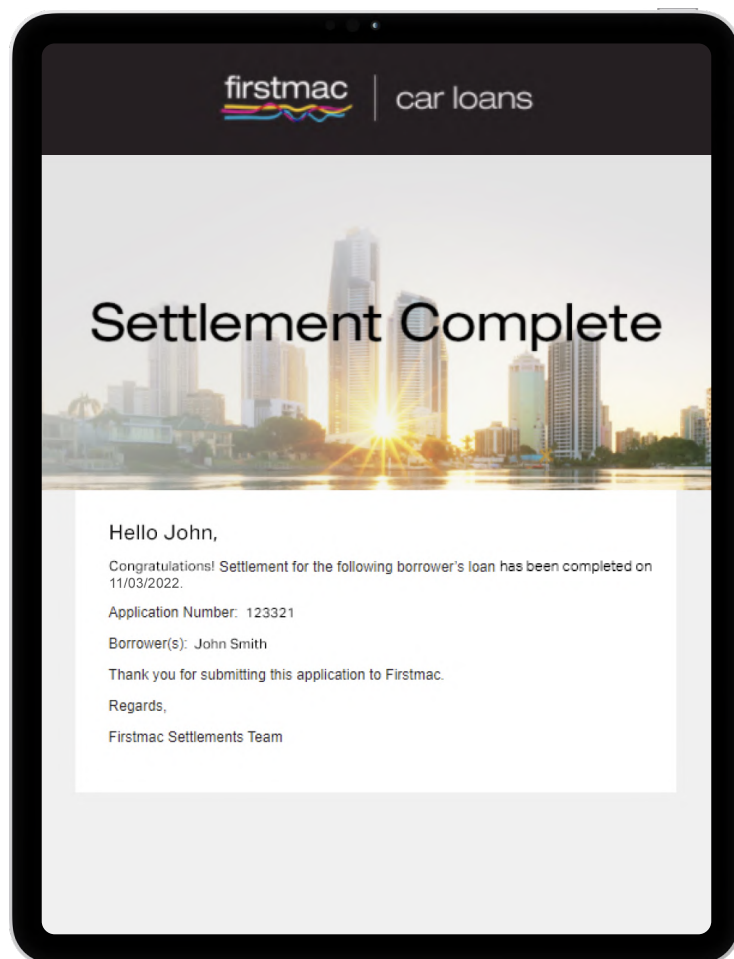 firstmac | car loans
Settlement Complete
Hello John,
Congratulations! Settlement for the following borrower's loan has been completed on
11/03/2022.
Application Number: 123321
Borrower(s): John Smith
Thank you for submitting this application to Firstmac.
Regards,
Firstmac Settlements Team